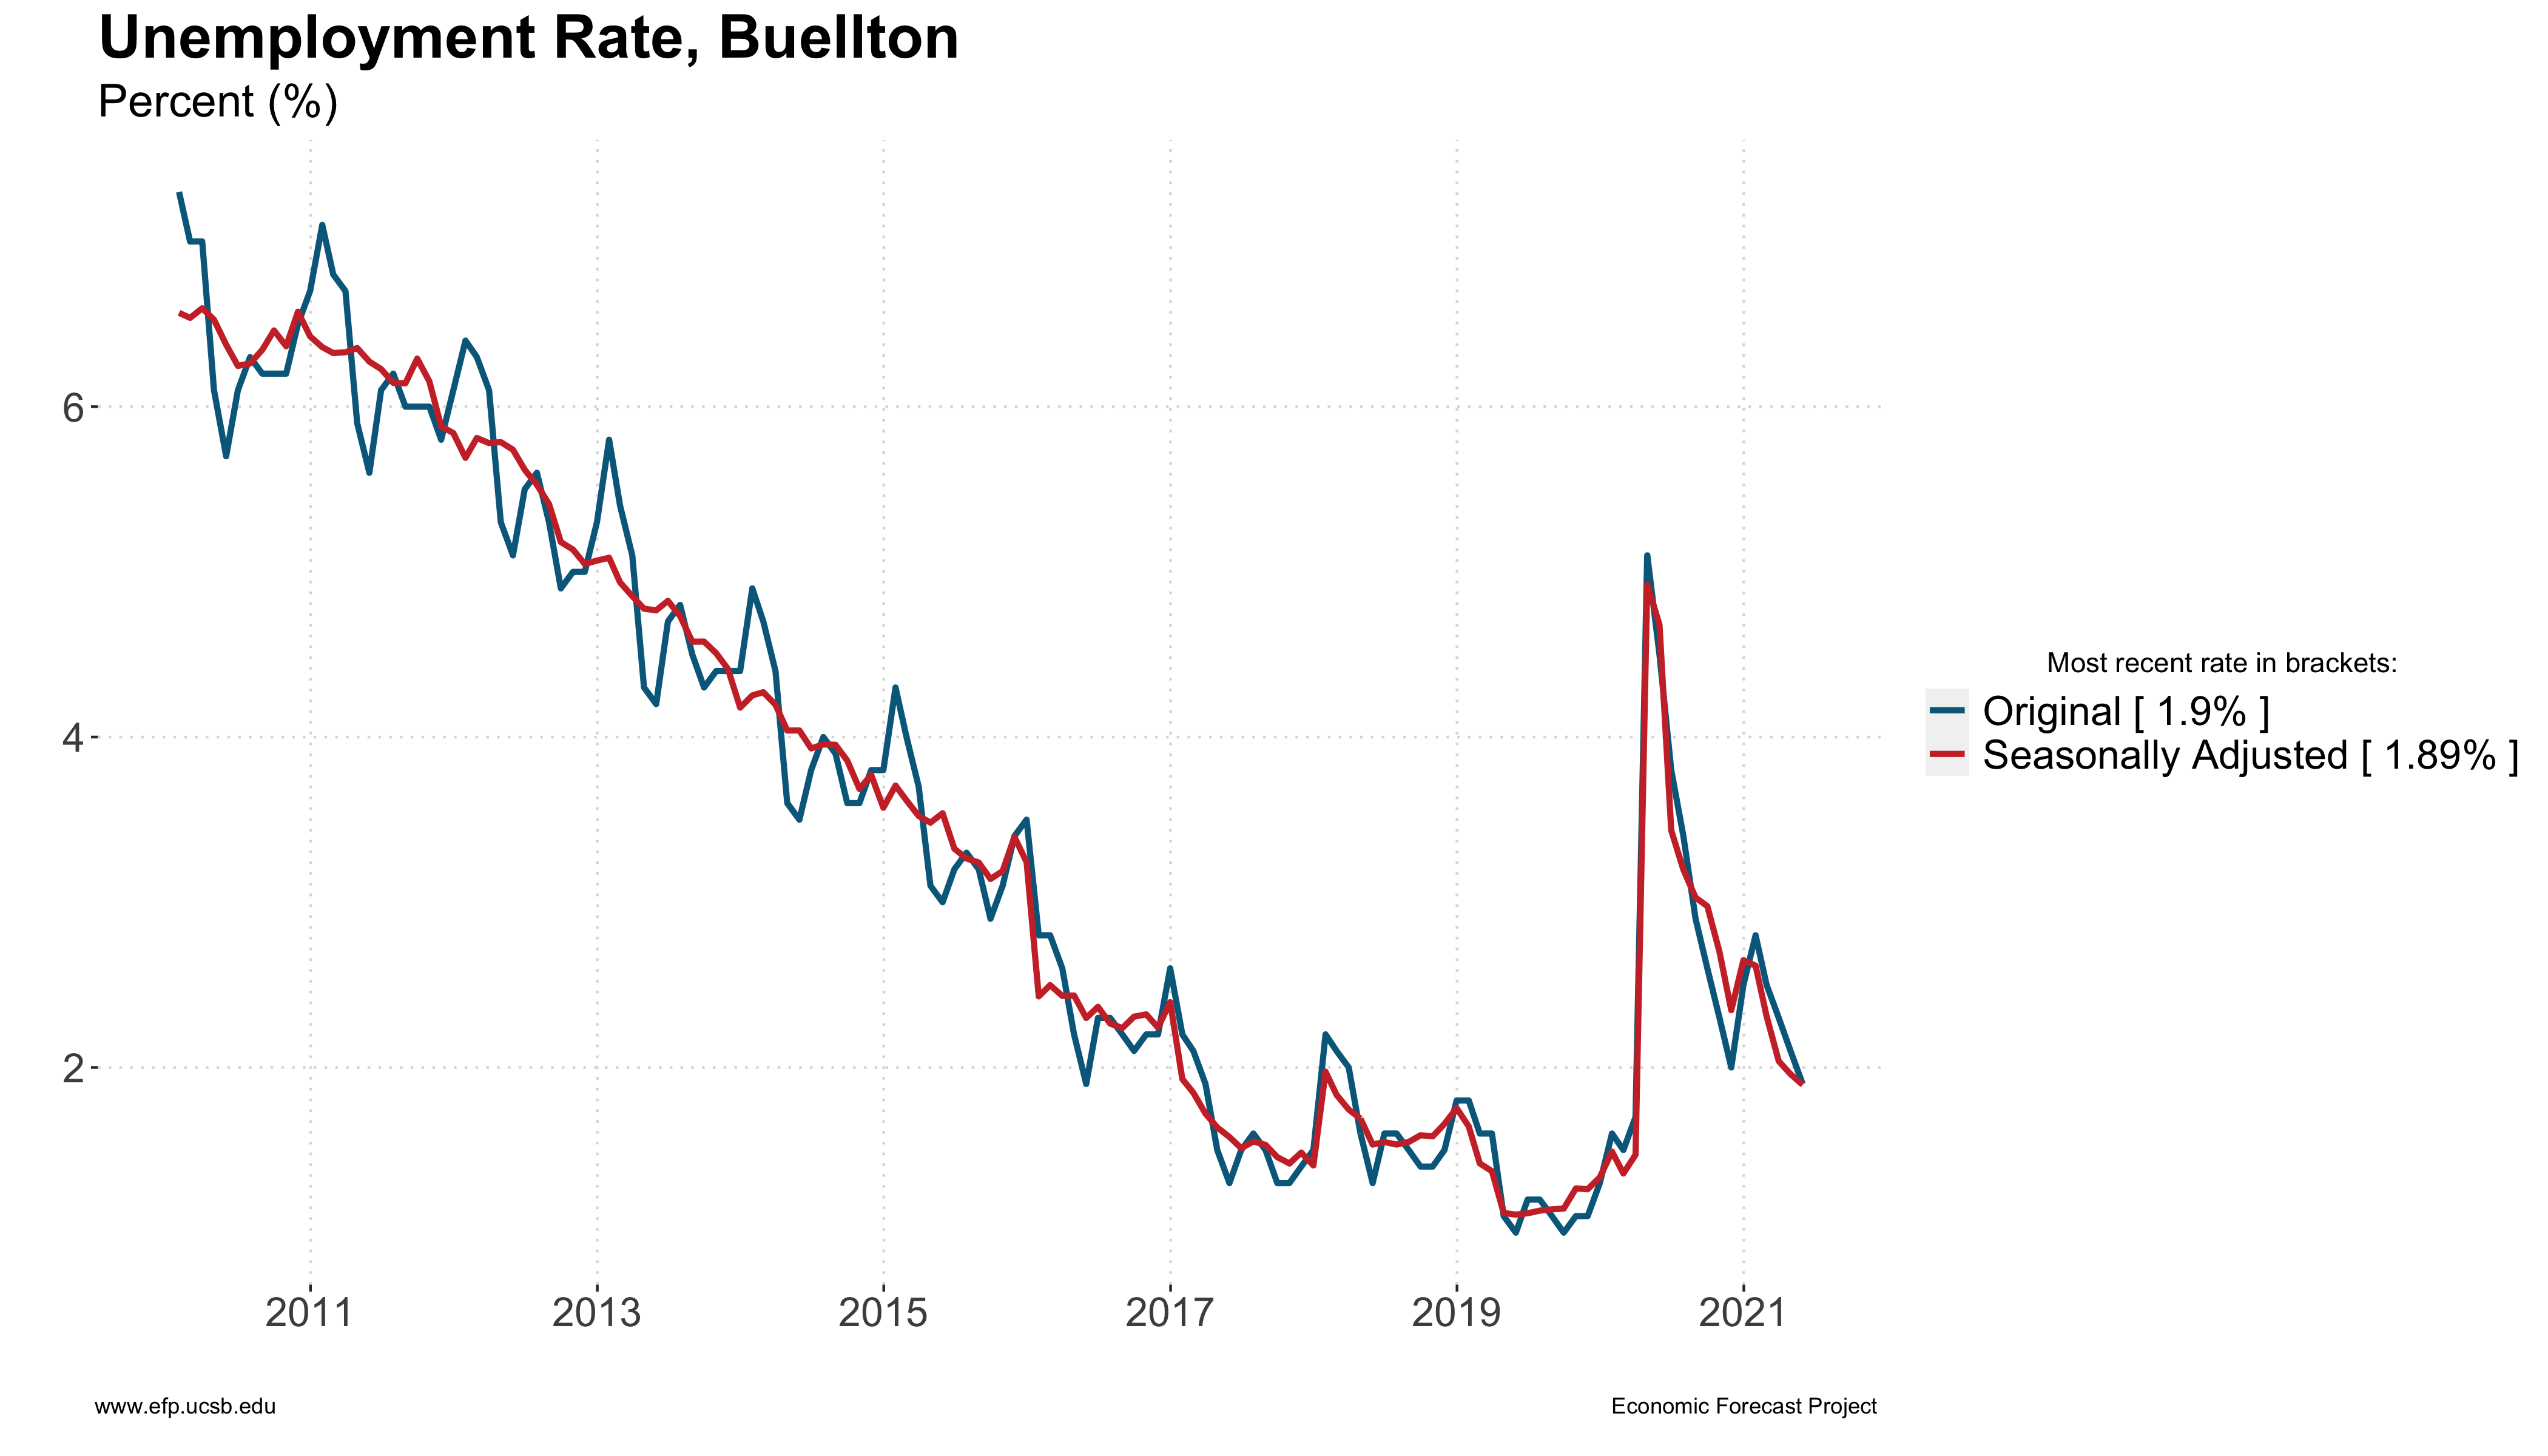 Unemployment Rate, Buellton
Percent (%)
6
4
2
2011 2013 2015 2017 2019 2021
Most recent rate in brackets:
Original [ 1.9% ]
Seasonally Adjusted [ 1.89% ]
www.efp.ucsb.edu
Economic Forecast Project